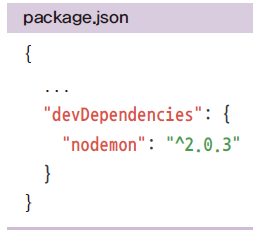 package.json
{
...
"devDependencies": {
"nodemon": "^2.0.3"
}
}